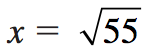 x = √55